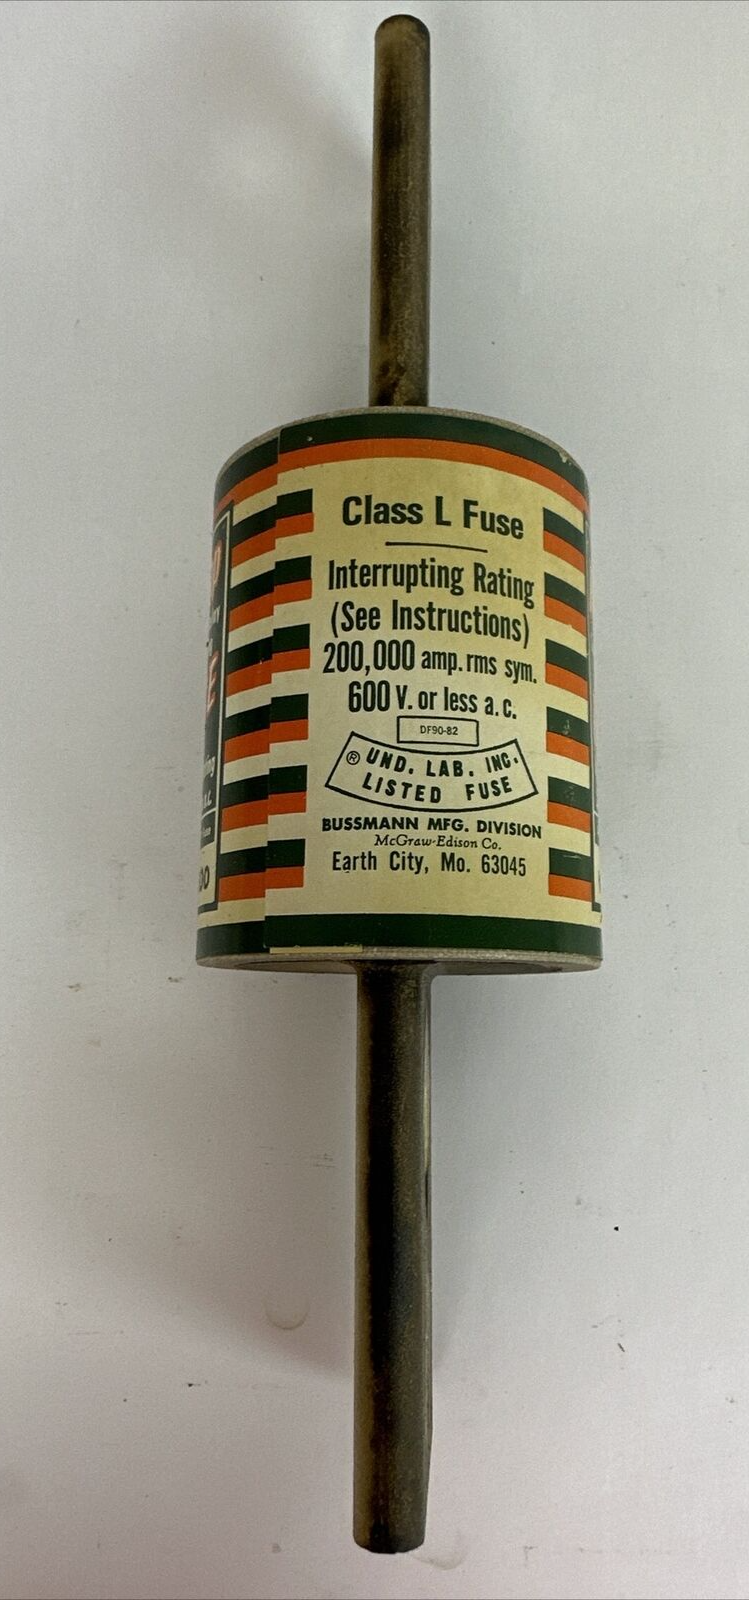 Class L Fuse
Interrupting Rating
(See Instructions)
200,000 amp. rms sym.
600 V. or less a.c.
DF90-82
® UND. LAB. INC.
LISTED FUSE
BUSSMANN MFG. DIVISION
McGraw-Edison Co.
Earth City, Mo. 63045